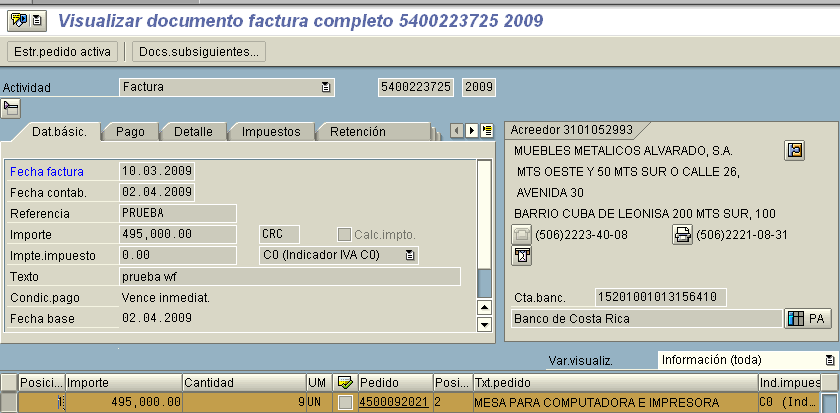 Visualizar documento factura completo 5400223725 2009
Estr.pedido activa Docs.subsiguientes...
Actividad Factura 5400223725 2009
Dat.básic. Pago Detalle Impuestos Retención
Fecha factura 10.03.2009
Fecha contab. 02.04.2009
Referencia PRUEBA
Importe 495,000.00 CRC Calc.impto.
Impte.impuesto 0.00 C0 (Indicador IVA C0)
Texto prueba wf
Condic.pago Vence inmediat.
Fecha base 02.04.2009
Acreedor 3101052993
MUEBLES METALICOS ALVARADO, S.A.
MTS OESTE Y 50 MTS SUR O CALLE 26,
AVENIDA 30
BARRIO CUBA DE LEONISA 200 MTS SUR, 100
(506)2223-40-08 (506)2221-08-31
Cta.banc. 15201001013156410
Banco de Costa Rica PA
Var.visualiz. Información (toda)
Posici... Importe Cantidad UM Pedido Posi... Txt.pedido Ind.impues
1 495,000.00 9 UN 4500092021 2 MESA PARA COMPUTADORA E IMPRESORA C0 (Ind...